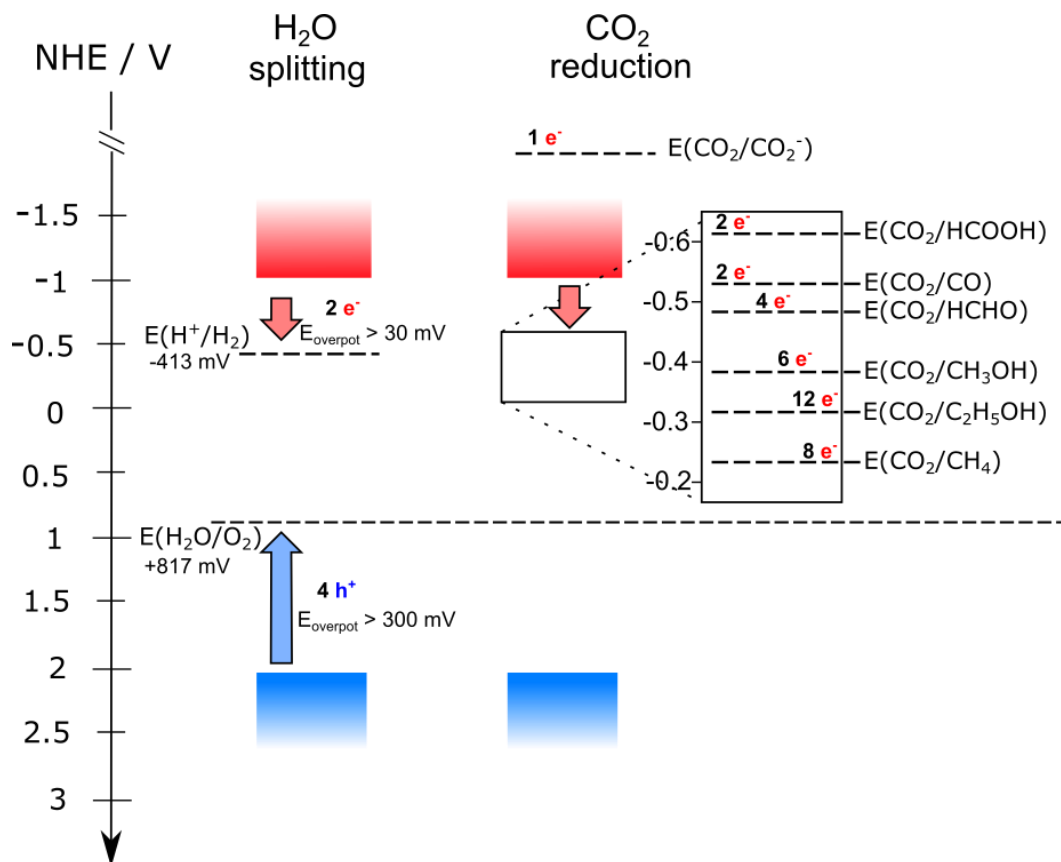 NHE / V
H₂O
splitting
CO₂
reduction
1 e⁻
E(CO₂/CO₂⁻)
-1.5
-1
-0.5
0
0.5
1
1.5
2
2.5
3
2 e⁻
E(H⁺/H₂)
-413 mV
E_overpot > 30 mV
-0.6
-0.5
-0.4
-0.3
-0.2
2 e⁻
E(CO₂/HCOOH)
2 e⁻
E(CO₂/CO)
4 e⁻
E(CO₂/HCHO)
6 e⁻
E(CO₂/CH₃OH)
12 e⁻
E(CO₂/C₂H₅OH)
8 e⁻
E(CO₂/CH₄)
E(H₂O/O₂)
+817 mV
4 h⁺
E_overpot > 300 mV